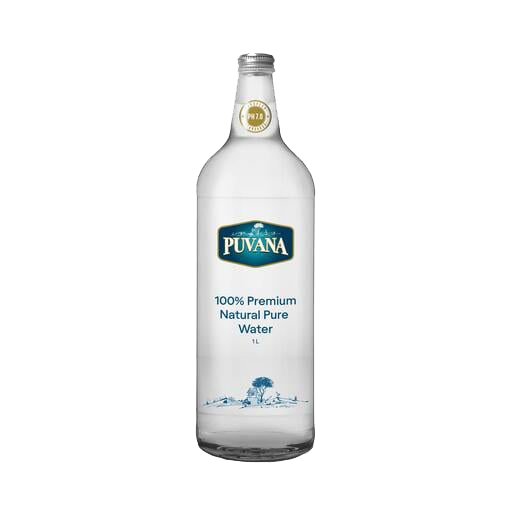 PH 7.8
PUVANA
100% Premium
Natural Pure
Water
1 L